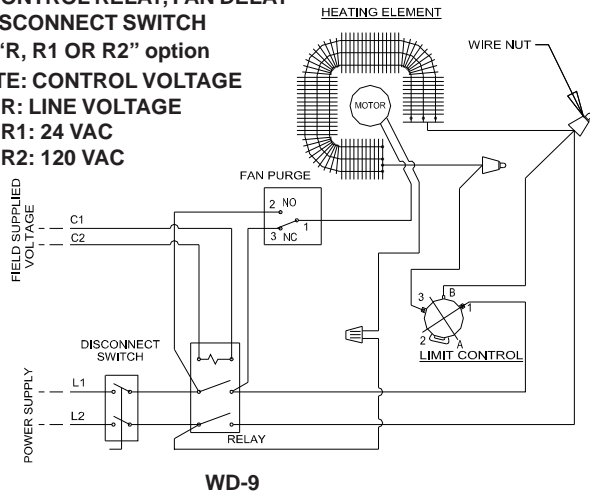 CONTROL RELAY, FAN DELAY
DISCONNECT SWITCH
"R, R1 OR R2" option
TE: CONTROL VOLTAGE
R: LINE VOLTAGE
R1: 24 VAC
R2: 120 VAC
HEATING ELEMENT
WIRE NUT
MOTOR
FAN PURGE
2 NO
1
3 NC
FIELD SUPPLIED
VOLTAGE
C1
C2
3
B
1
2
A
LIMIT CONTROL
DISCONNECT
SWITCH
POWER SUPPLY
L1
L2
RELAY
WD-9